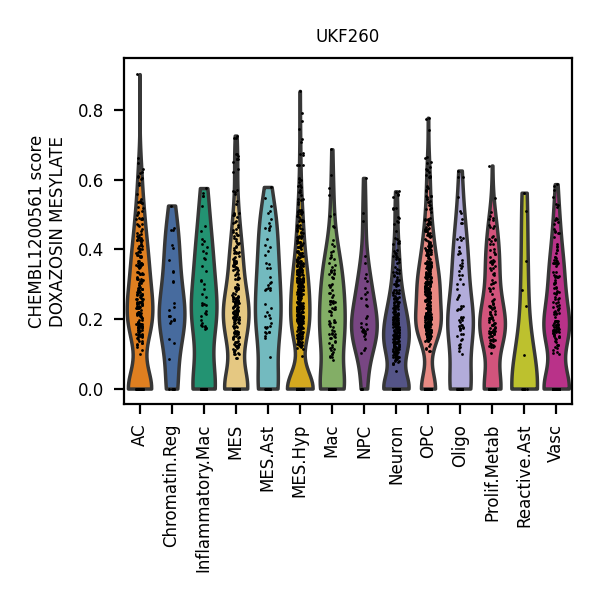 UKF260
CHEMBL1200561 score
DOXAZOSIN MESYLATE
0.8
0.6
0.4
0.2
0.0
AC
Chromatin.Reg
Inflammatory.Mac
MES
MES.Ast
MES.Hyp
Mac
NPC
Neuron
OPC
Oligo
Prolif.Metab
Reactive.Ast
Vasc